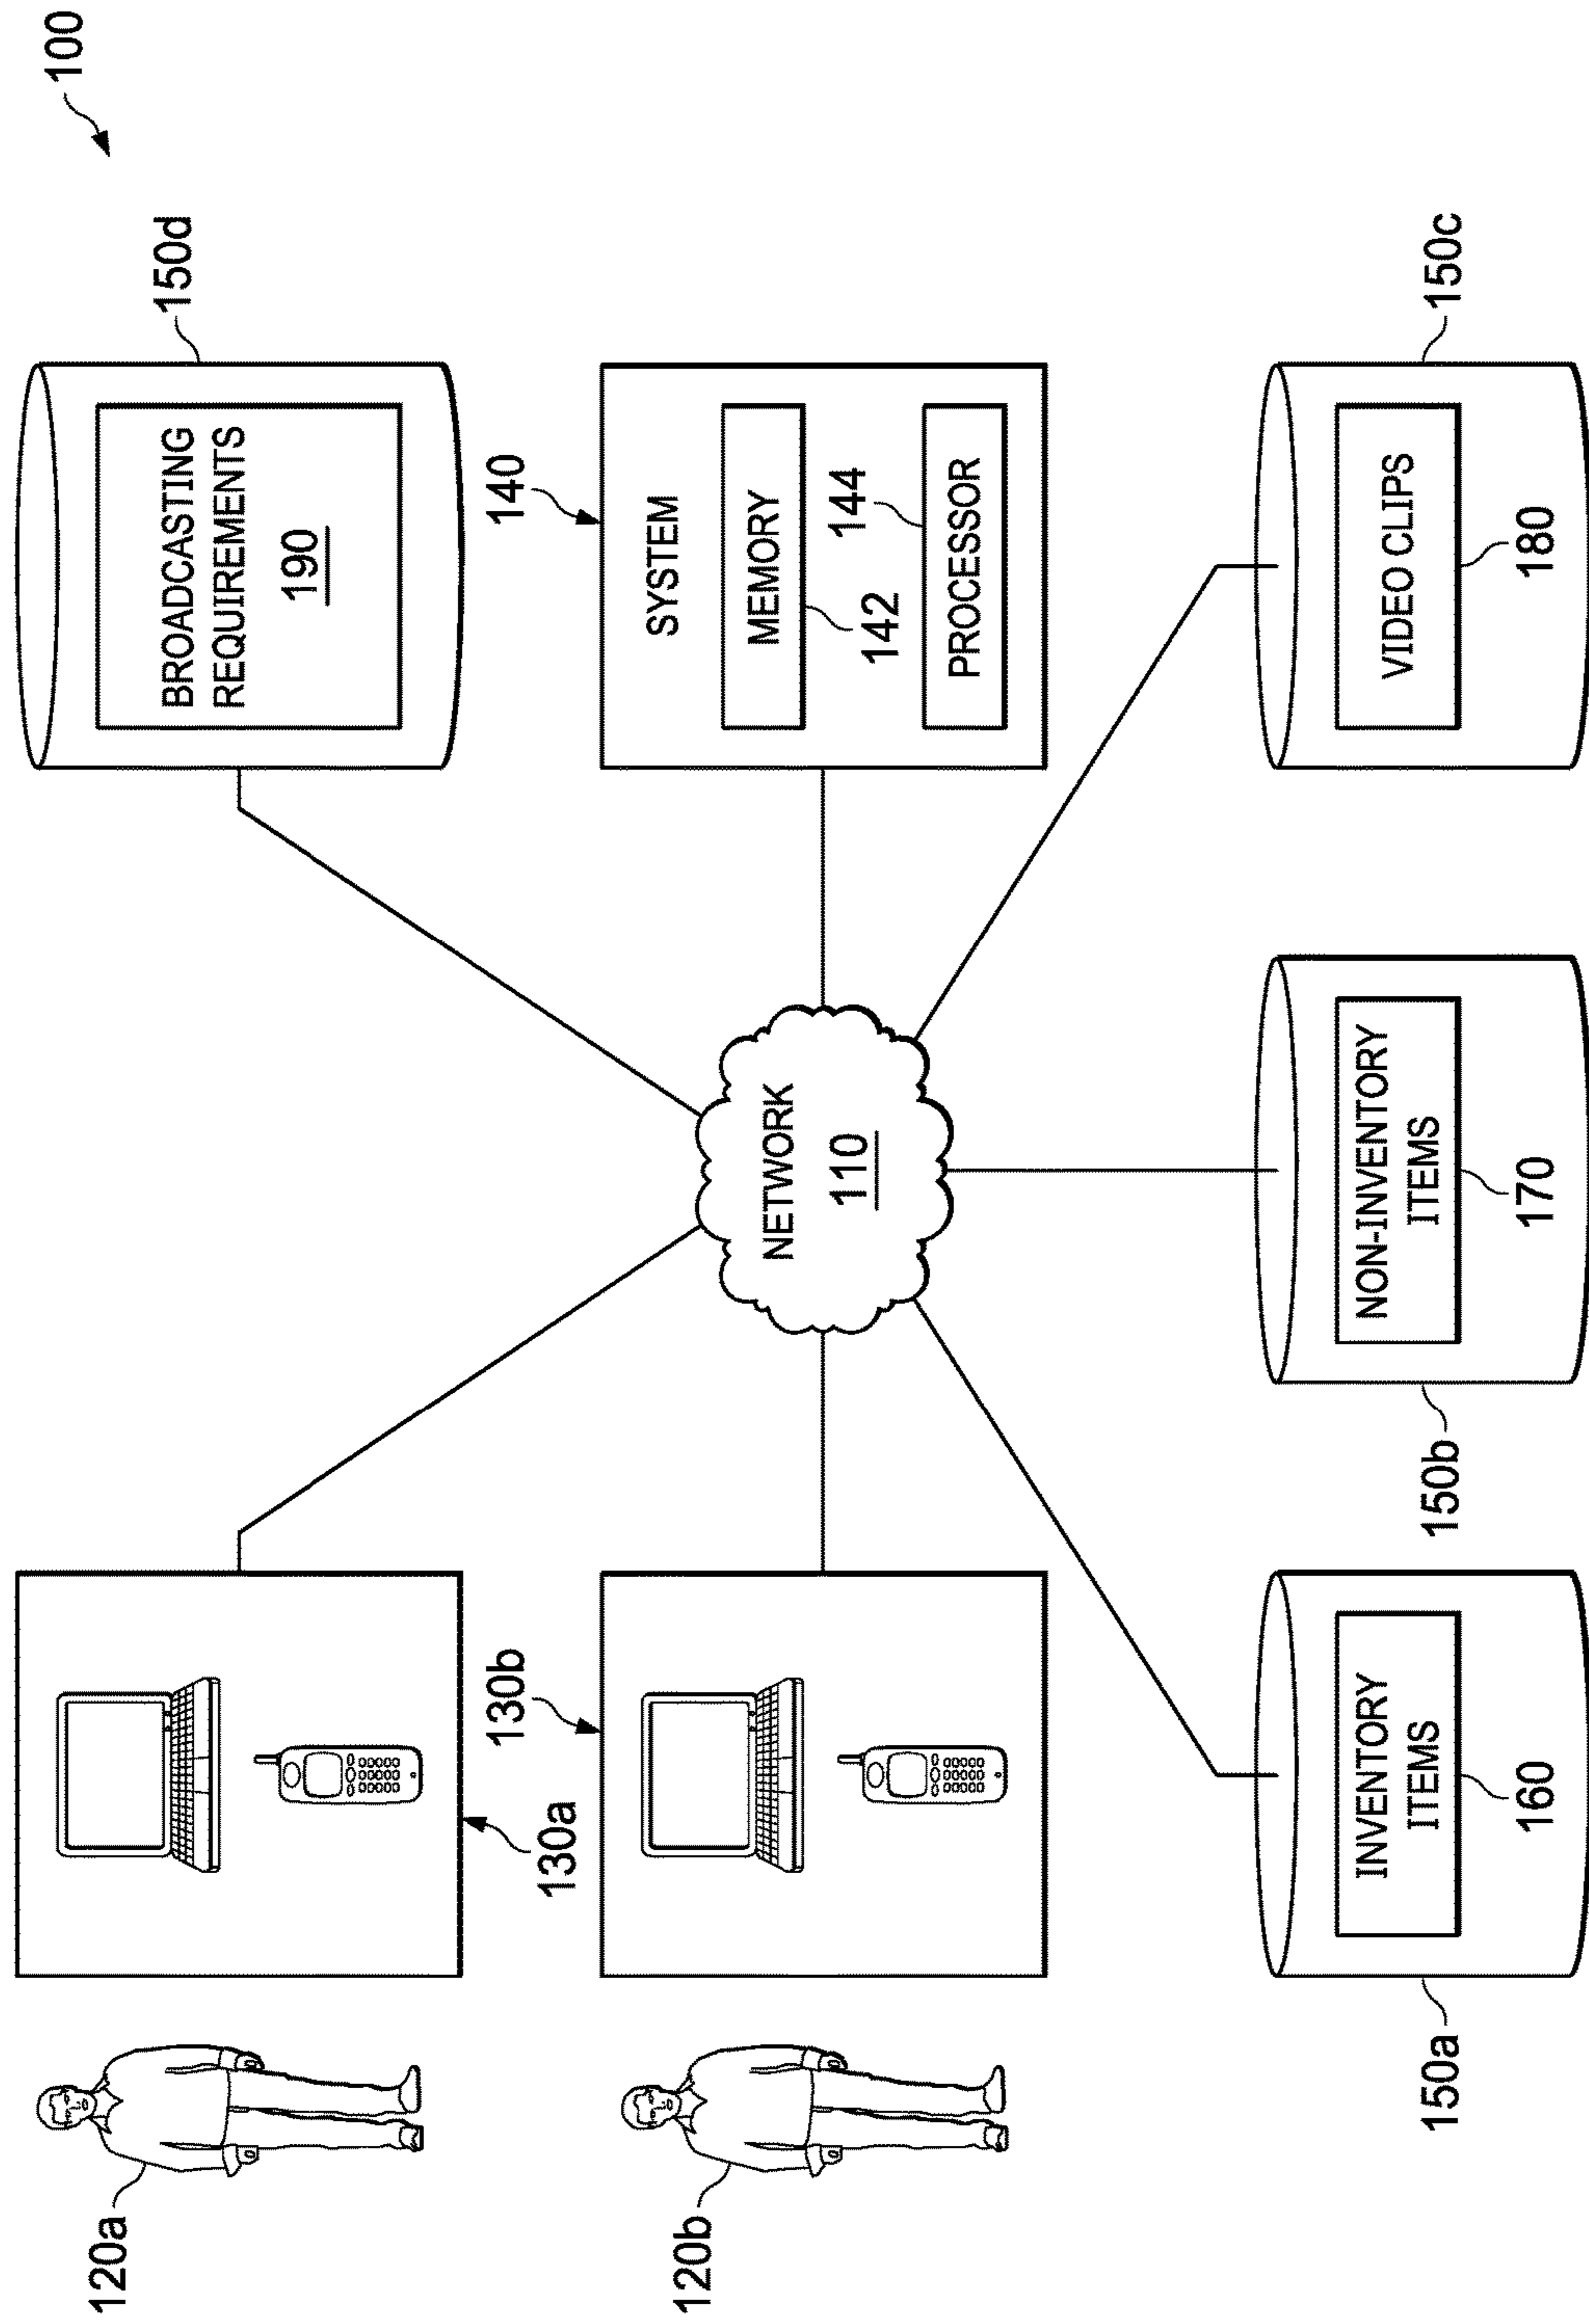 100
120a
130a
BROADCASTING
REQUIREMENTS
190
150d
120b
130b
NETWORK
110
140
SYSTEM
MEMORY
142
144
PROCESSOR
150a
INVENTORY
ITEMS
160
150b
NON-INVENTORY
ITEMS
170
VIDEO CLIPS
180
150c